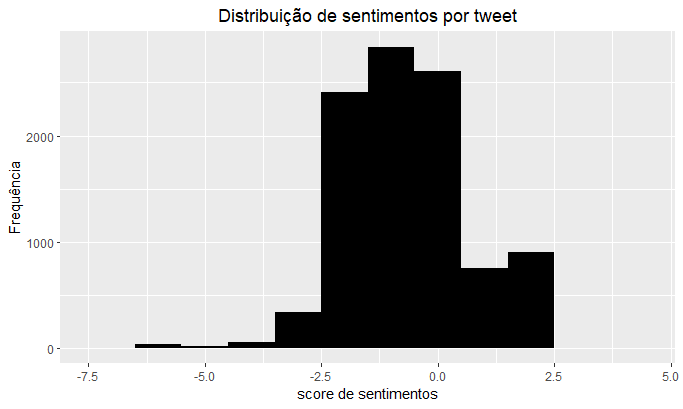 Distribuição de sentimentos por tweet
Frequência
2000
1000
0
-7.5 -5.0 -2.5 0.0 2.5 5.0
score de sentimentos